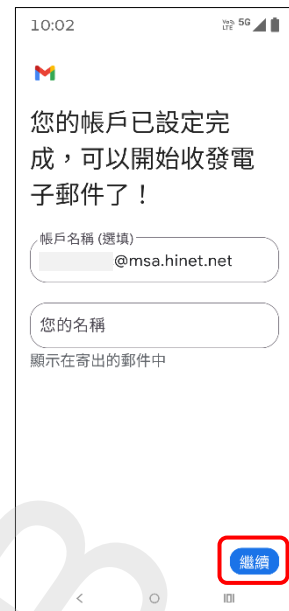 10:02
Vo)) LTE 5G
您的帳戶已設定完
成，可以開始收發電
子郵件了！
帳戶名稱 (選填)
@msa.hinet.net
您的名稱
顯示在寄出的郵件中
繼續